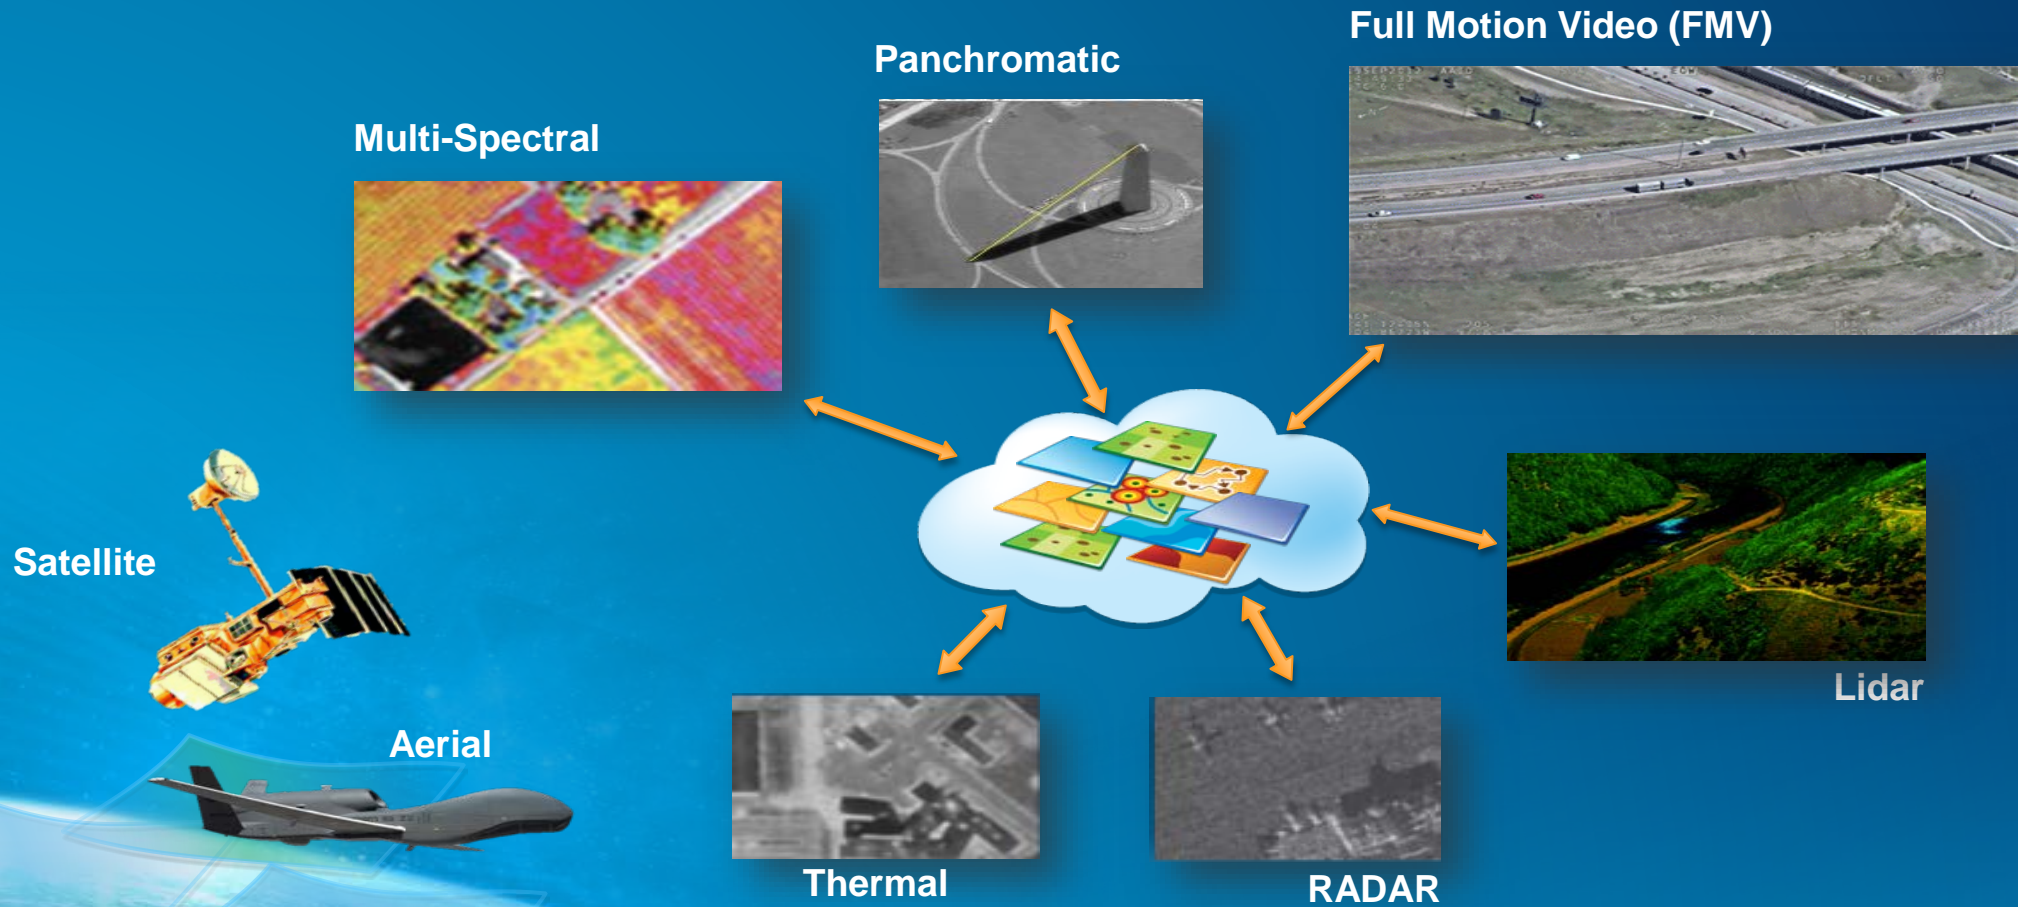 Full Motion Video (FMV)
Panchromatic
Multi-Spectral
Satellite
Lidar
Aerial
Thermal
RADAR